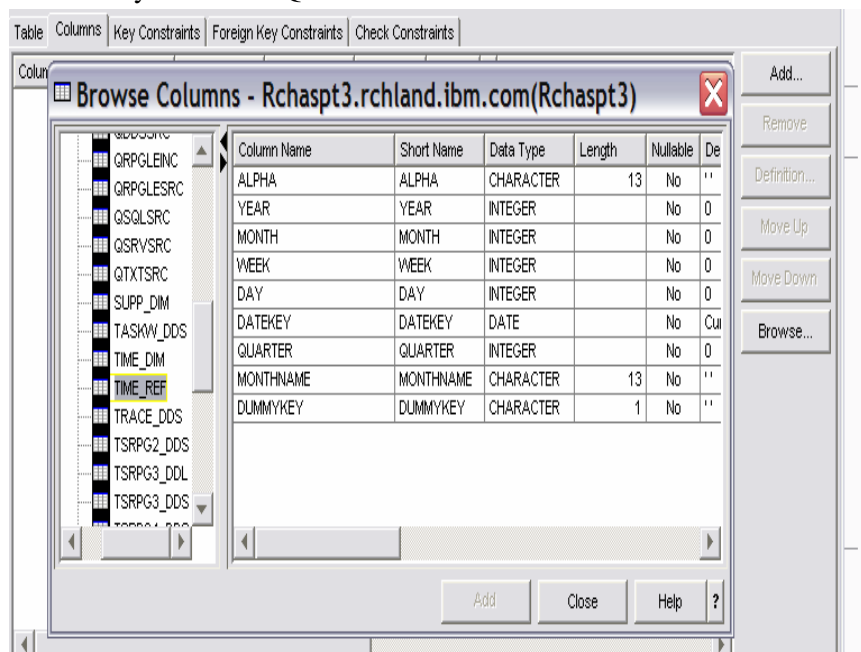 Table Columns Key Constraints Foreign Key Constraints Check Constraints
Colun
Add...
Remove
Definition...
Move Up
Move Down
Browse...
Browse Columns - Rchaspt3.rchland.ibm.com(Rchaspt3)
QRPGLEINC
QRPGLESRC
QSQLSRC
QSRVSRC
QTXTSRC
SUPP_DIM
TASKW_DDS
TIME_DIM
TIME_REF
TRACE_DDS
TSRPG2_DDS
TSRPG3_DDL
TSRPG3_DDS
Column Name Short Name Data Type Length Nullable De
ALPHA ALPHA CHARACTER 13 No ' '
YEAR YEAR INTEGER No 0
MONTH MONTH INTEGER No 0
WEEK WEEK INTEGER No 0
DAY DAY INTEGER No 0
DATEKEY DATEKEY DATE No Cur
QUARTER QUARTER INTEGER No 0
MONTHNAME MONTHNAME CHARACTER 13 No ' '
DUMMYKEY DUMMYKEY CHARACTER 1 No ' '
Add Close Help ?